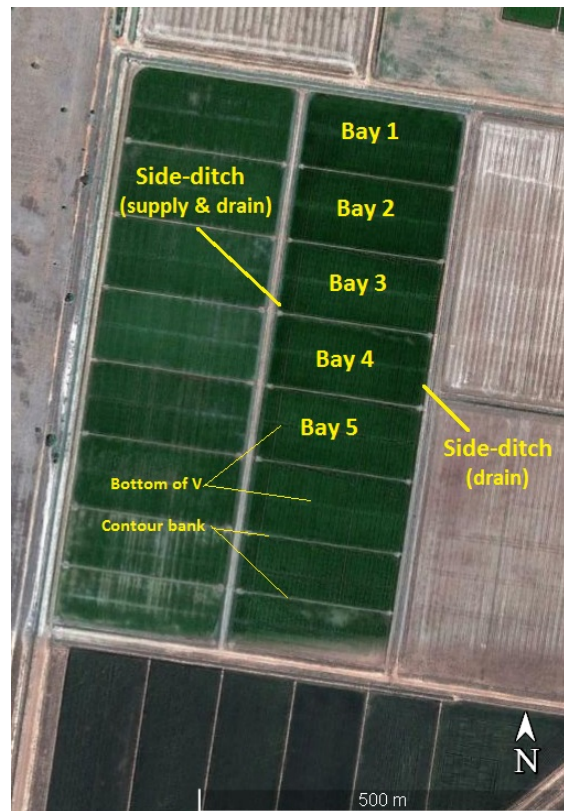 Bay 1
Side-ditch
(supply & drain)
Bay 2
Bay 3
Bay 4
Bay 5
Side-ditch
(drain)
Bottom of V
Contour bank
N
500 m